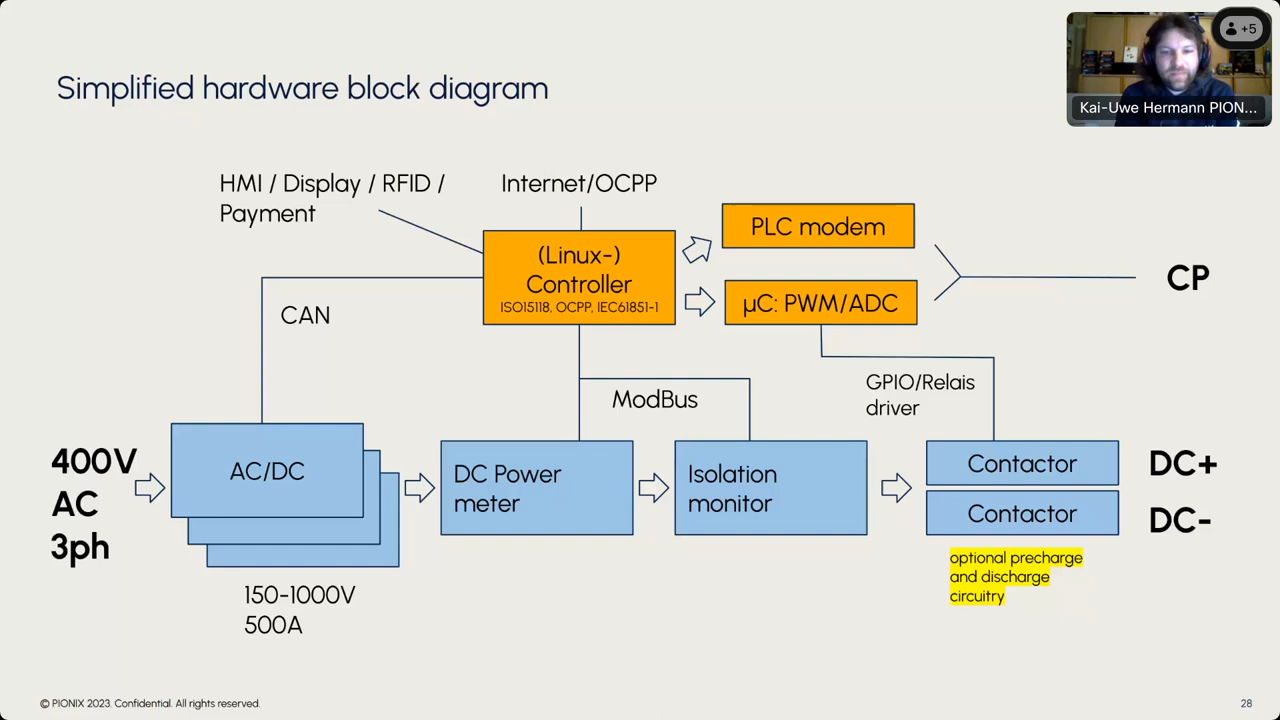 +5
Kai-Uwe Hermann PION...
Simplified hardware block diagram
HMI / Display / RFID /
Payment
Internet/OCPP
PLC modem
(Linux-)
Controller
ISO15118, OCPP, IEC61851-1
µC: PWM/ADC
CP
CAN
ModBus
GPIO/Relais
driver
400V
AC
3ph
AC/DC
DC Power
meter
Isolation
monitor
Contactor
Contactor
DC+
DC-
optional precharge
and discharge
circuitry
150-1000V
500A
© PIONIX 2023. Confidential. All rights reserved.
28